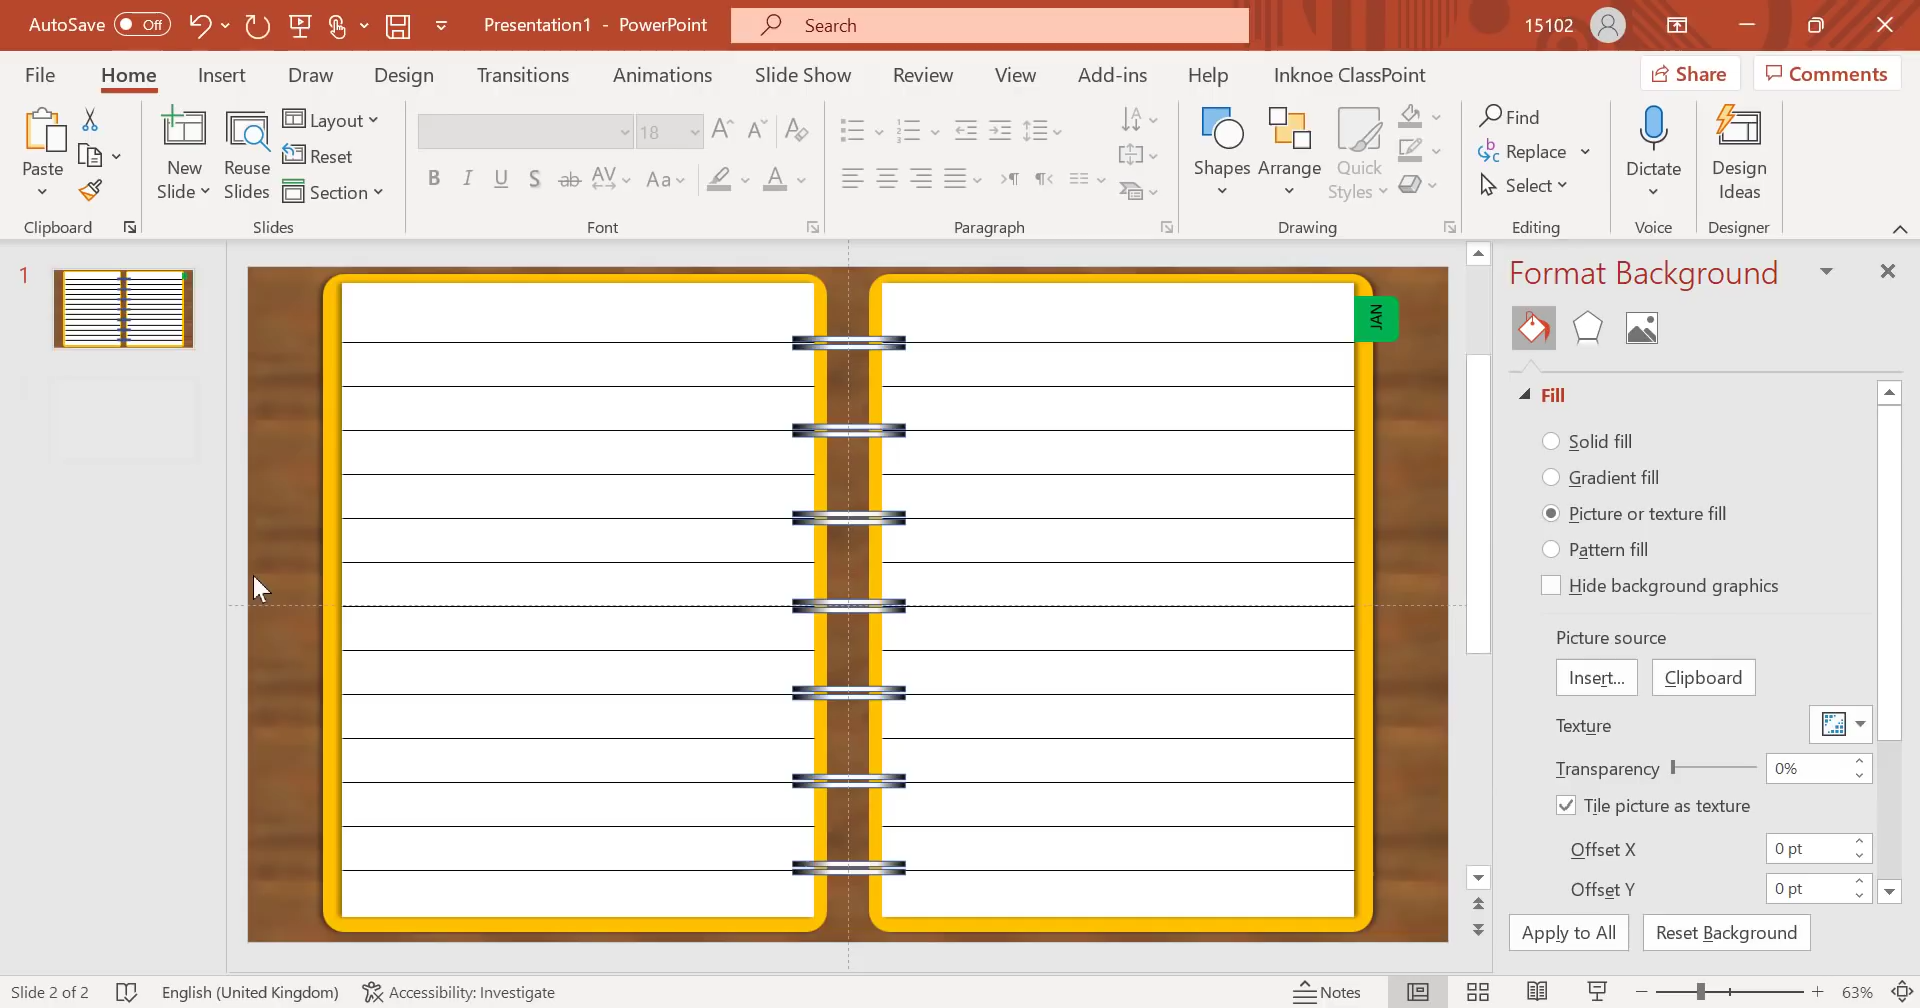 AutoSave Off Presentation1 - PowerPoint Search 15102
File Home Insert Draw Design Transitions Animations Slide Show Review View Add-ins Help Inknoe ClassPoint Share Comments
Paste
Clipboard
New Slide
Reuse Slides
Layout
Reset
Section
Slides
18
B I U S ab AV Aa A
Font
Paragraph
Shapes
Arrange
Quick Styles
Drawing
Find
Replace
Select
Editing
Dictate
Voice
Design Ideas
Designer
1
JAN
Format Background
Fill
Solid fill
Gradient fill
Picture or texture fill
Pattern fill
Hide background graphics
Picture source
Insert... Clipboard
Texture
Transparency 0%
Tile picture as texture
Offset X 0 pt
Offset Y 0 pt
Apply to All Reset Background
Slide 2 of 2 English (United Kingdom) Accessibility: Investigate Notes 63%